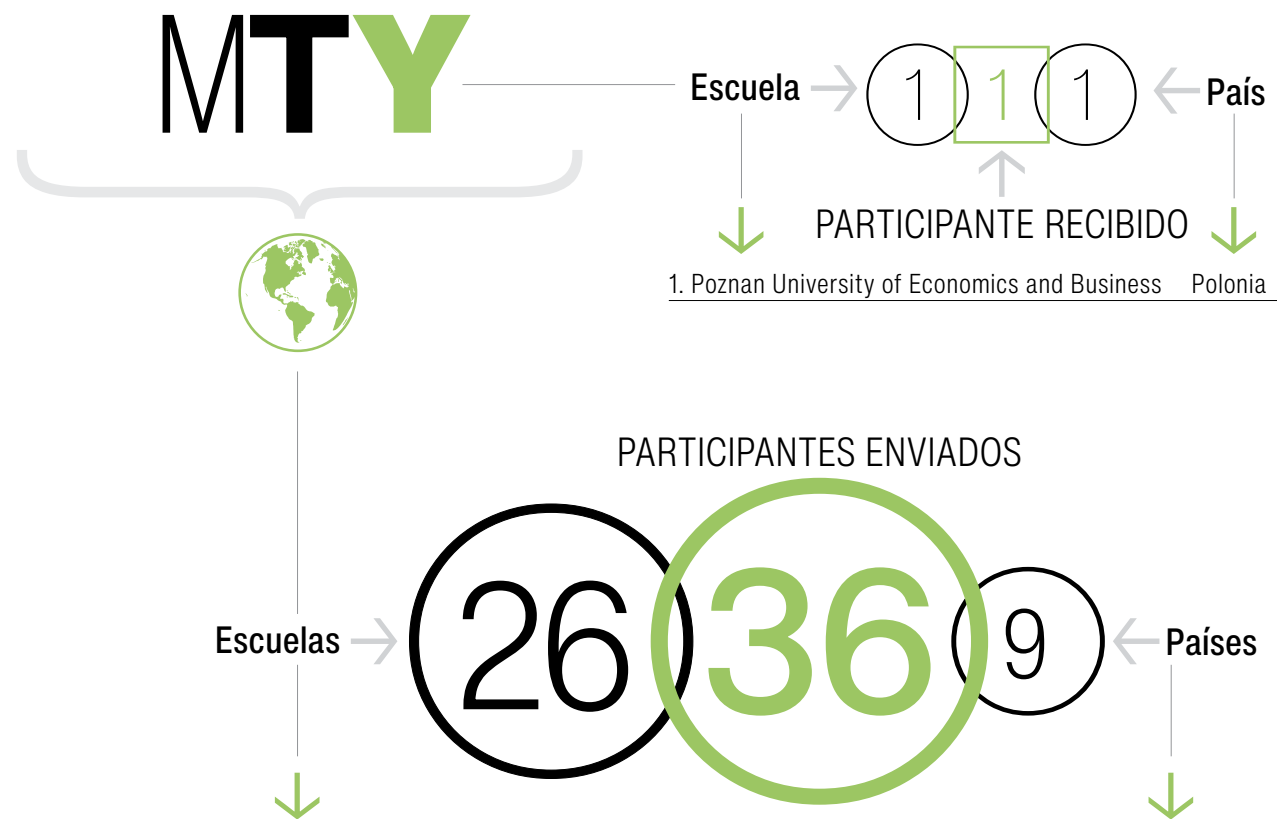 MTY
Escuela 1 1 1 País
PARTICIPANTE RECIBIDO
1. Poznan University of Economics and Business Polonia
PARTICIPANTES ENVIADOS
Escuelas 26 36 9 Países